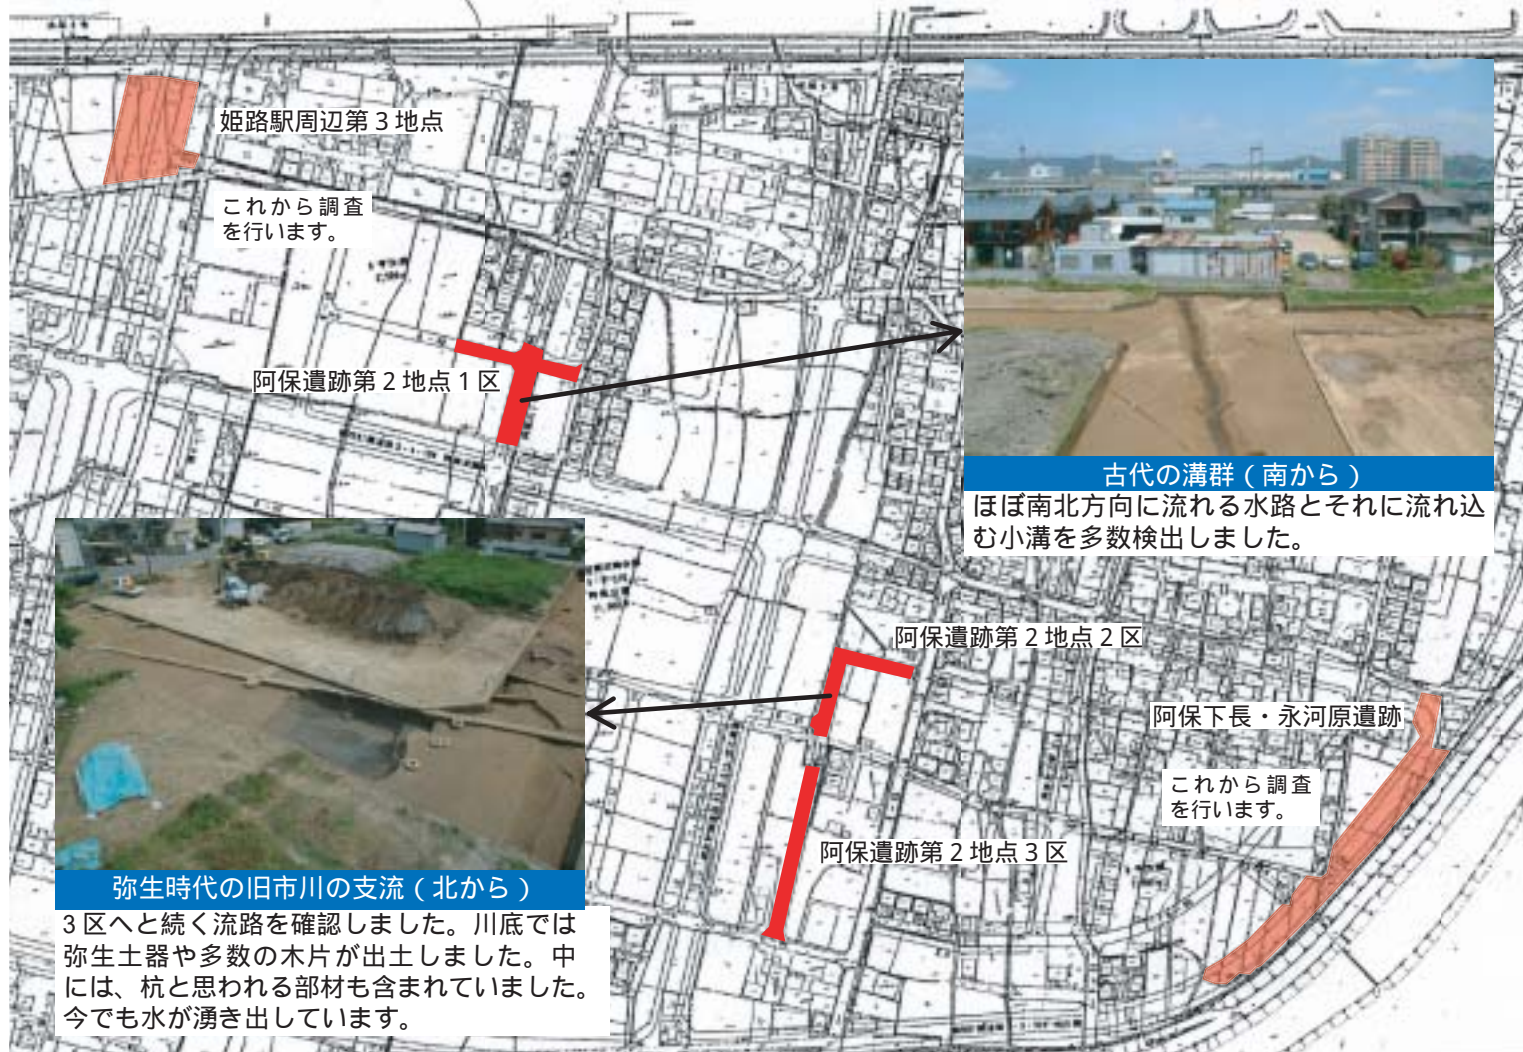 姫路駅周辺第３地点
これから調査
を行います。
阿保遺跡第２地点１区
古代の溝群（南から）
ほぼ南北方向に流れる水路とそれに流れ込
む小溝を多数検出しました。
阿保遺跡第２地点２区
阿保下長・永河原遺跡
これから調査
を行います。
阿保遺跡第２地点３区
弥生時代の旧市川の支流（北から）
３区へと続く流路を確認しました。川底では
弥生土器や多数の木片が出土しました。中
には、杭と思われる部材も含まれていました。
今でも水が湧き出しています。